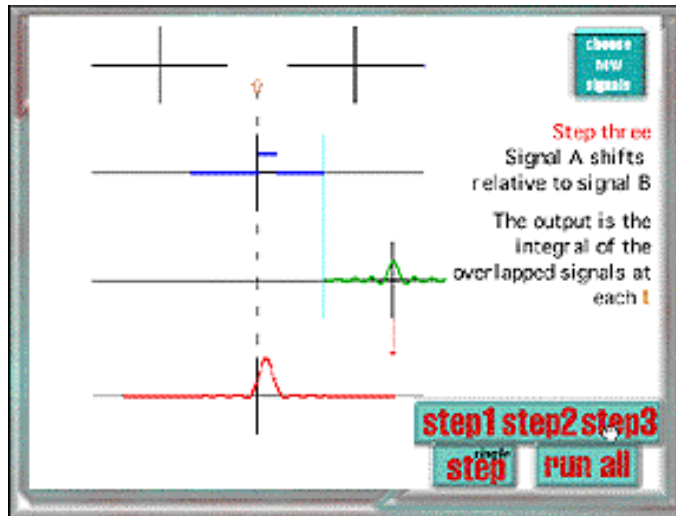 choose
new
signals
Step three
Signal A shifts
relative to signal B
The output is the
integral of the
overlapped signals at
each t
step1 step2 step3
single
step
run all